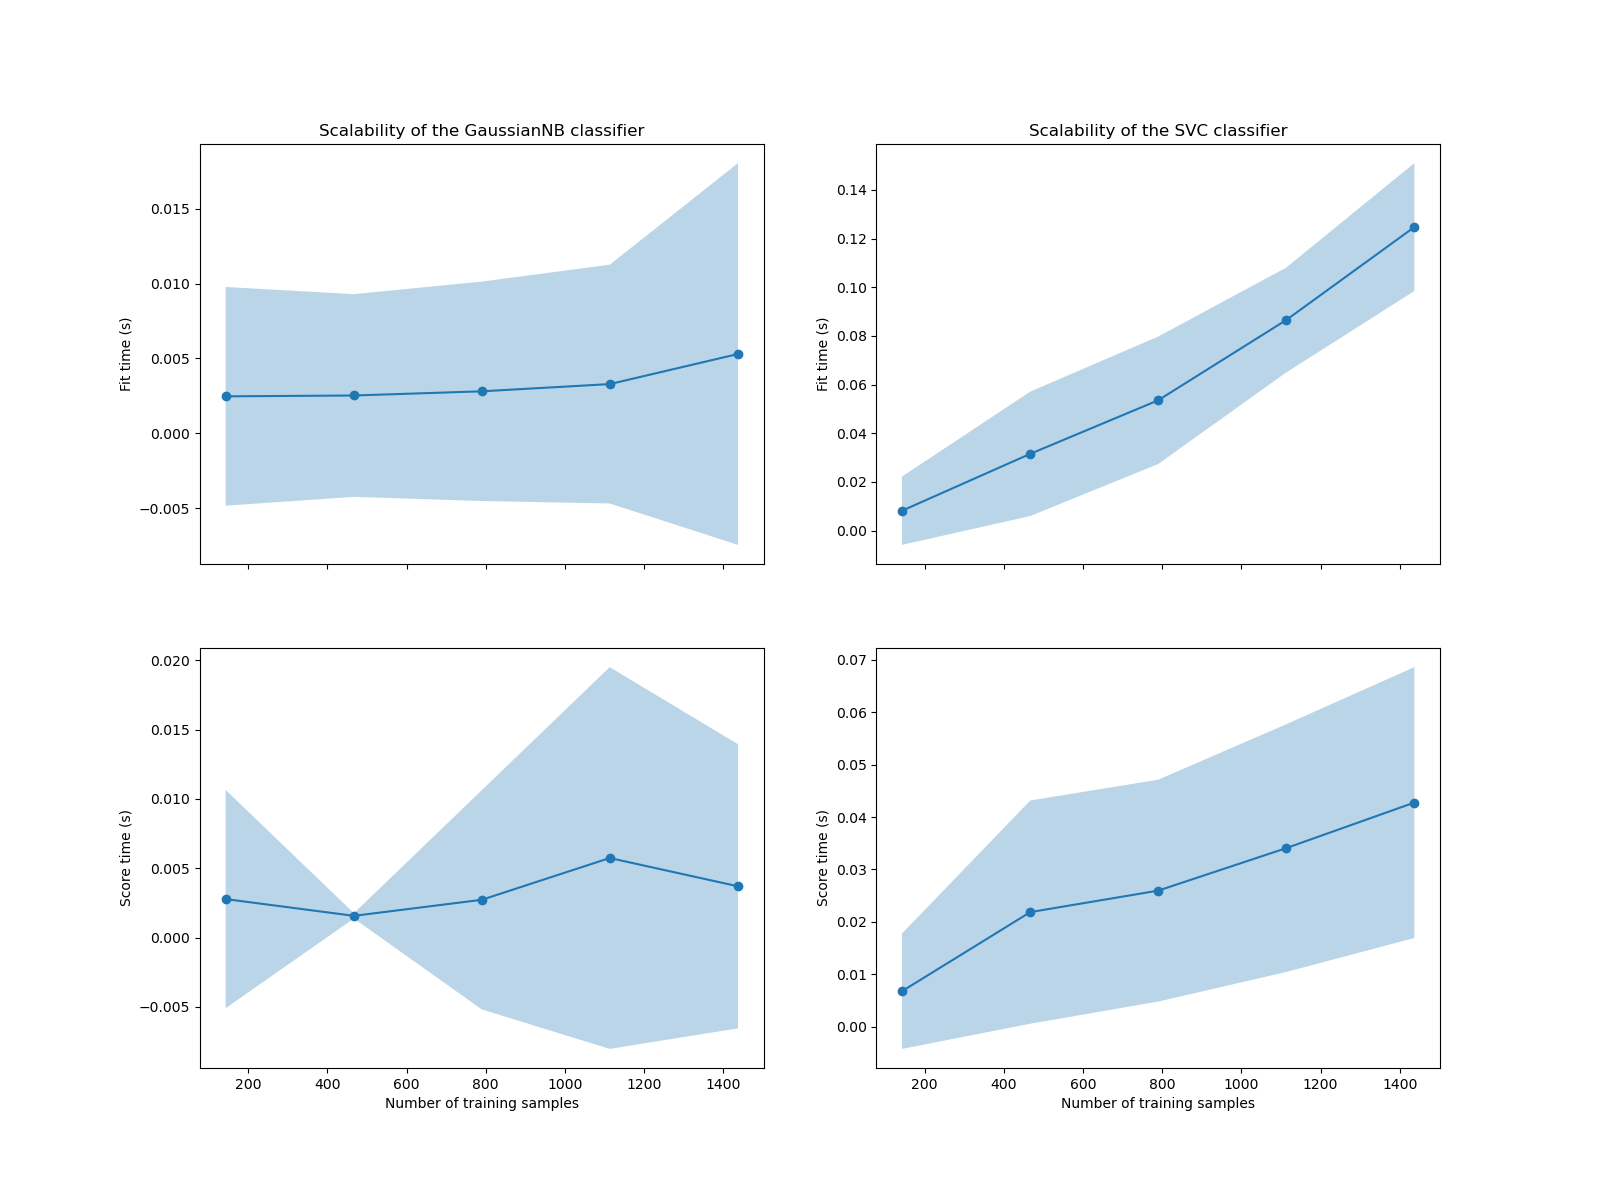 Scalability of the GaussianNB classifier
0.015
0.010
0.005
0.000
−0.005
Fit time (s)
Scalability of the SVC classifier
0.14
0.12
0.10
0.08
0.06
0.04
0.02
0.00
Fit time (s)
0.020
0.015
0.010
0.005
0.000
−0.005
Score time (s)
200 400 600 800 1000 1200 1400
Number of training samples
0.07
0.06
0.05
0.04
0.03
0.02
0.01
0.00
Score time (s)
200 400 600 800 1000 1200 1400
Number of training samples